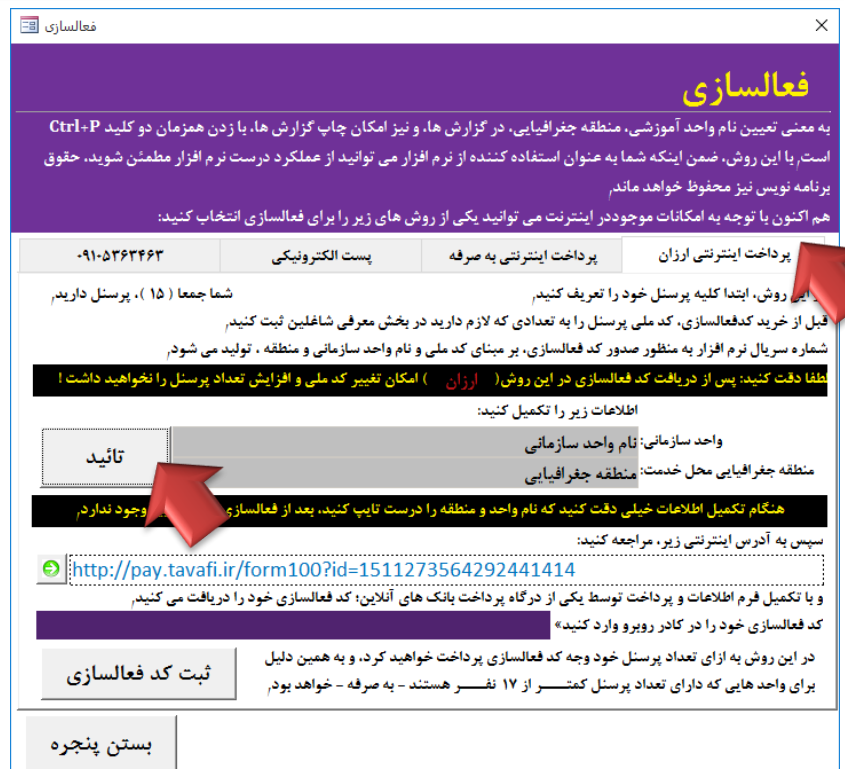 فعالسازی
فعالسازی
به معنی تعیین نام واحد آموزشی، منطقه جغرافیایی، در گزارش ها، و نیز امکان چاپ گزارش ها، با زدن همزمان دو کلید Ctrl+P
است, با این روش، ضمن اینکه شما به عنوان استفاده کننده از نرم افزار می توانید از عملکرد درست نرم افزار مطمئن شوید، حقوق
برنامه نویس نیز محفوظ خواهد ماند,
هم اکنون با توجه به امکانات موجوددر اینترنت می توانید یکی از روش های زیر را برای فعالسازی انتخاب کنید:
پرداخت اینترنتی ارزان پرداخت اینترنتی به صرفه پست الکترونیکی ۰۹۱۰۵۳۶۳۴۶۳
این روش، ابتدا کلیه پرسنل خود را تعریف کنید, شما جمعا ( ۱۵ )، پرسنل دارید,
قبل از خرید کدفعالسازی، کد ملی پرسنل را به تعدادی که لازم دارید در بخش معرفی شاغلین ثبت کنید,
شماره سریال نرم افزار به منظور صدور کد فعالسازی، بر مبنای کد ملی و نام واحد سازمانی و منطقه ، تولید می شود,
لطفا دقت کنید: پس از دریافت کد فعالسازی در این روش( ارزان ) امکان تغییر کد ملی و افزایش تعداد پرسنل را نخواهید داشت !
اطلاعات زیر را تکمیل کنید:
واحد سازمانی: نام واحد سازمانی
منطقه جغرافیایی محل خدمت: منطقه جغرافیایی
تائید
هنگام تکمیل اطلاعات خیلی دقت کنید که نام واحد و منطقه را درست تایپ کنید، بعد از فعالسازی وجود ندارد,
سپس به آدرس اینترنتی زیر، مراجعه کنید:
http://pay.tavafi.ir/form100?id=1511273564292441414
و با تکمیل فرم اطلاعات و پرداخت توسط یکی از درگاه پرداخت بانک های آنلاین؛ کد فعالسازی خود را دریافت می کنید,
کد فعالسازی خود را در کادر روبرو وارد کنید»
در این روش به ازای تعداد پرسنل خود وجه کد فعالسازی پرداخت خواهید کرد، و به همین دلیل
برای واحد هایی که دارای تعداد پرسنل کمتـــــر از ۱۷ نفـــــر هستند - به صرفه - خواهد بود,
ثبت کد فعالسازی
بستن پنجره